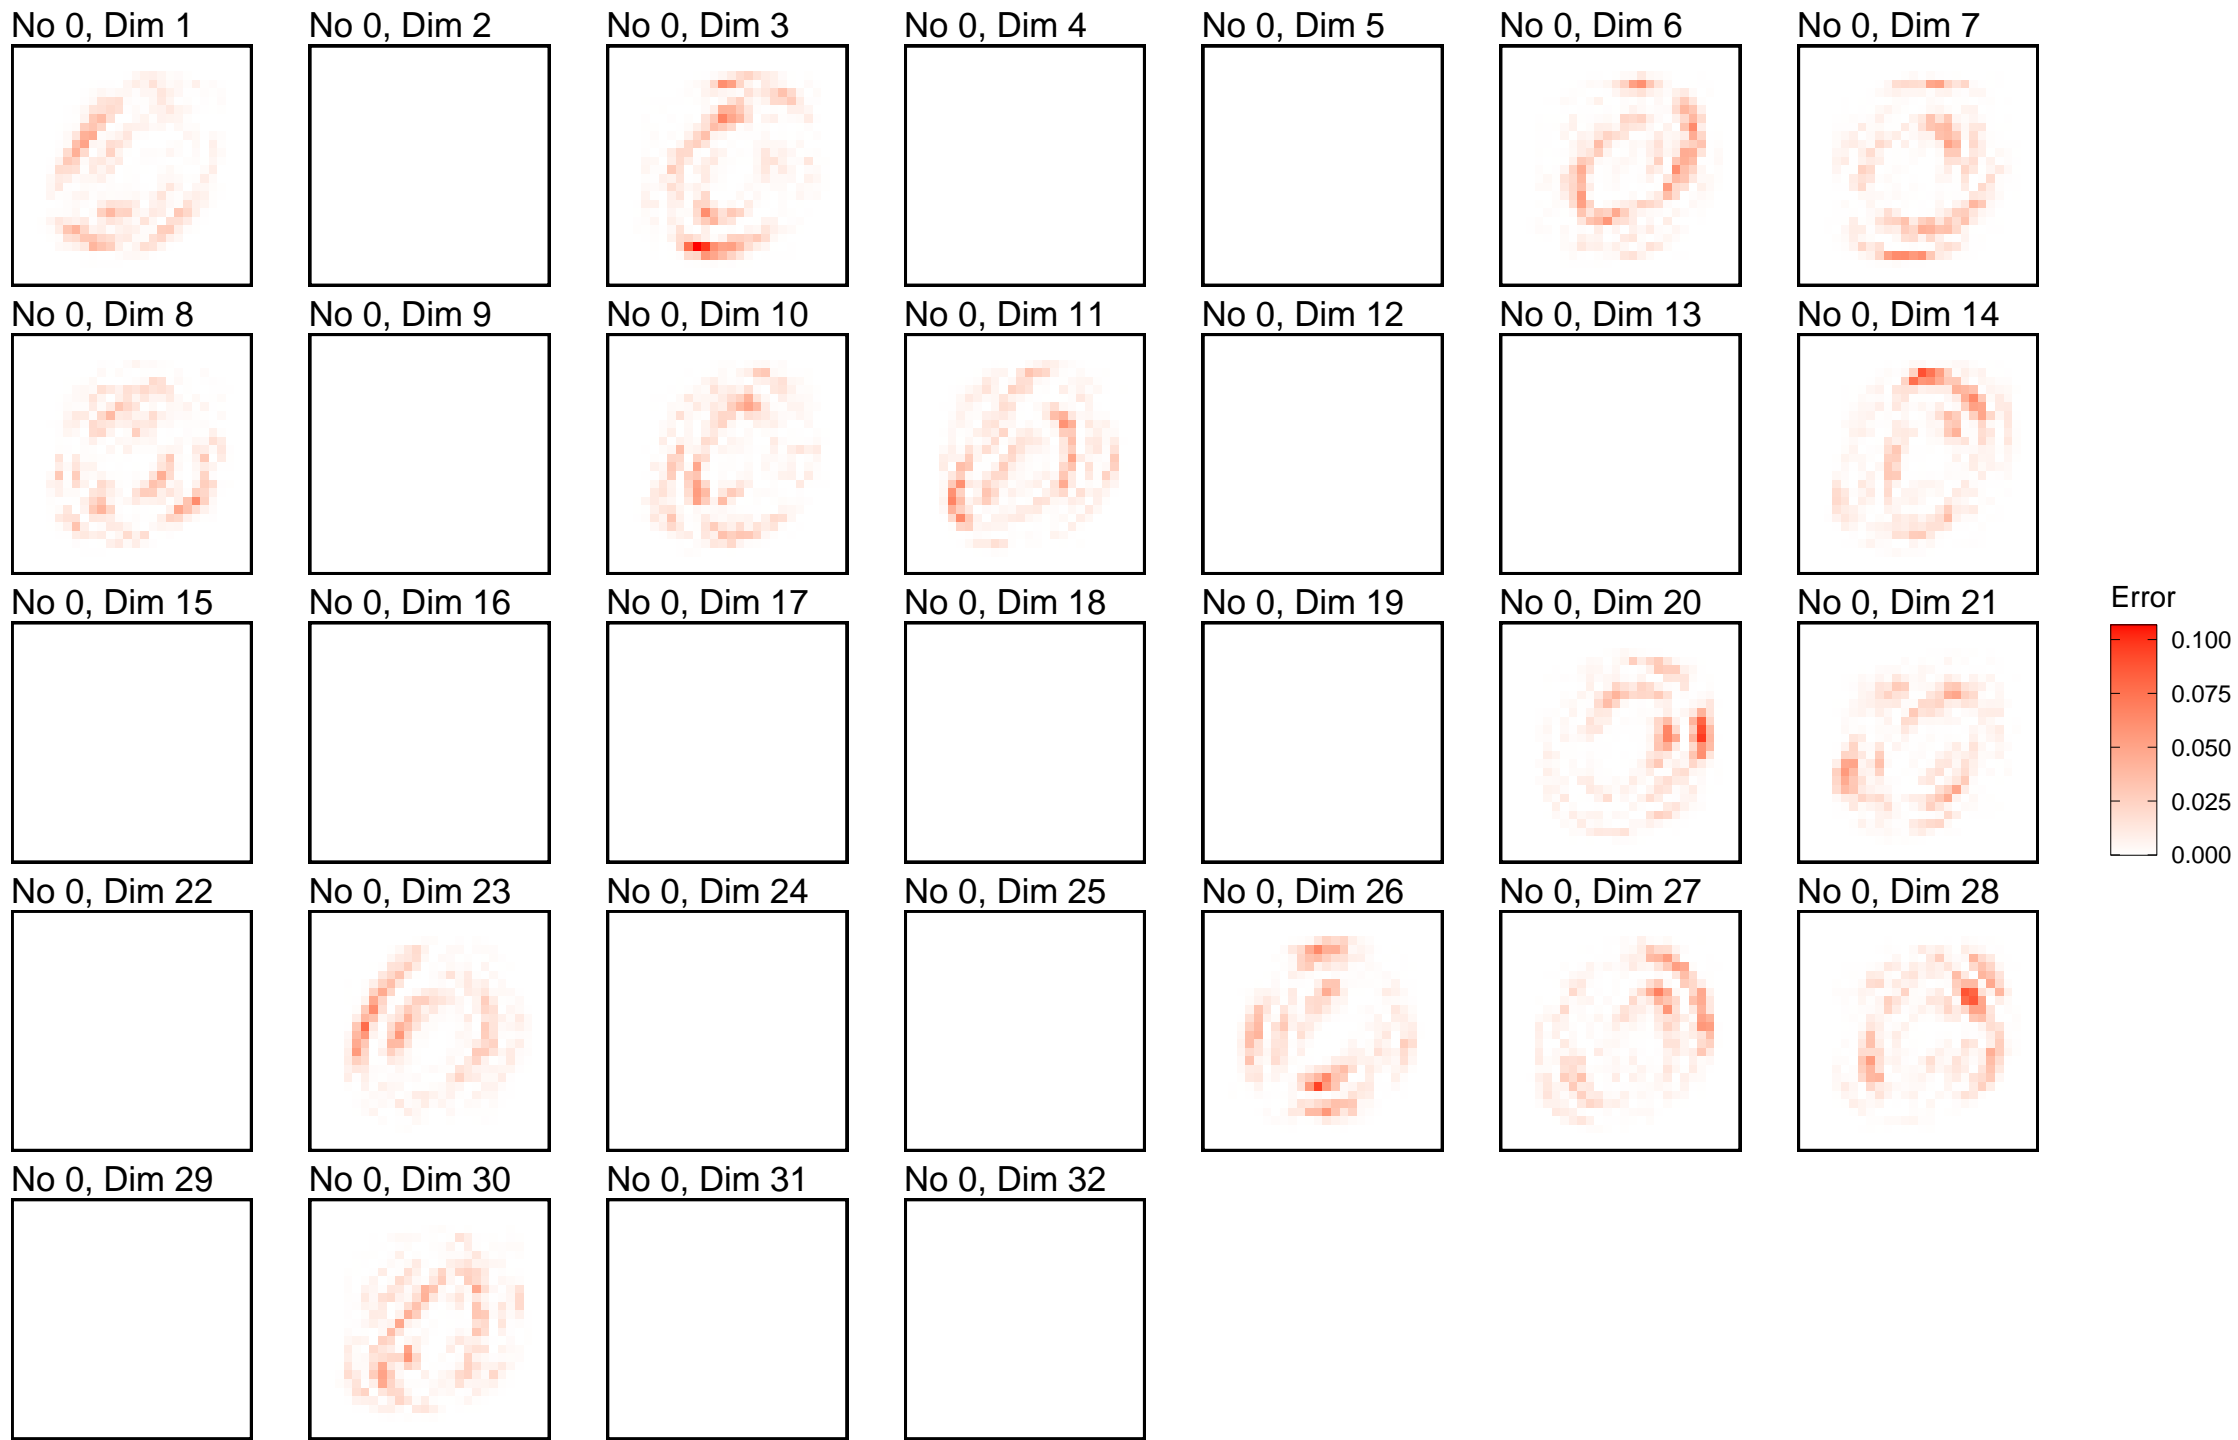 No 0, Dim 1
No 0, Dim 2
No 0, Dim 3
No 0, Dim 4
No 0, Dim 5
No 0, Dim 6
No 0, Dim 7
No 0, Dim 8
No 0, Dim 9
No 0, Dim 10
No 0, Dim 11
No 0, Dim 12
No 0, Dim 13
No 0, Dim 14
No 0, Dim 15
No 0, Dim 16
No 0, Dim 17
No 0, Dim 18
No 0, Dim 19
No 0, Dim 20
No 0, Dim 21
No 0, Dim 22
No 0, Dim 23
No 0, Dim 24
No 0, Dim 25
No 0, Dim 26
No 0, Dim 27
No 0, Dim 28
No 0, Dim 29
No 0, Dim 30
No 0, Dim 31
No 0, Dim 32
Error
0.100
0.075
0.050
0.025
0.000